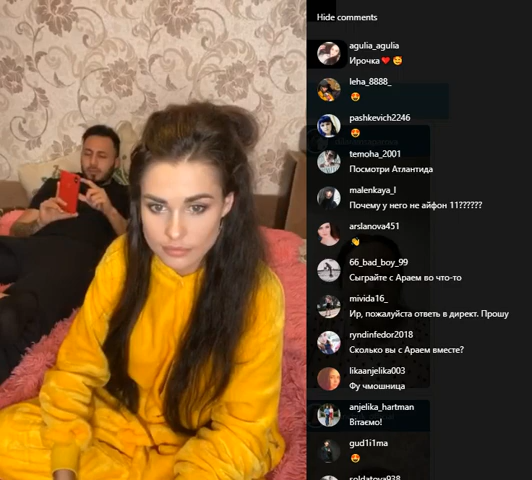 Hide comments
agulia_agulia
Ирочка❤️🥰
leha_8888_
😍
pashkevich2246
😍
temoha_2001
Посмотри Атлантида
malenkaya_l
Почему у него не айфон 11??????
arslanova451
👏
66_bad_boy_99
Сыграйте с Араем во что-то
mivida16_
Ир, пожалуйста ответь в директ. Прошу
ryndinfedor2018
Сколько вы с Араем вместе?
likaanjelika003
Фу чмошница
anjelika_hartman
Вітаємо!
gud1i1ma
😍
soldatova938